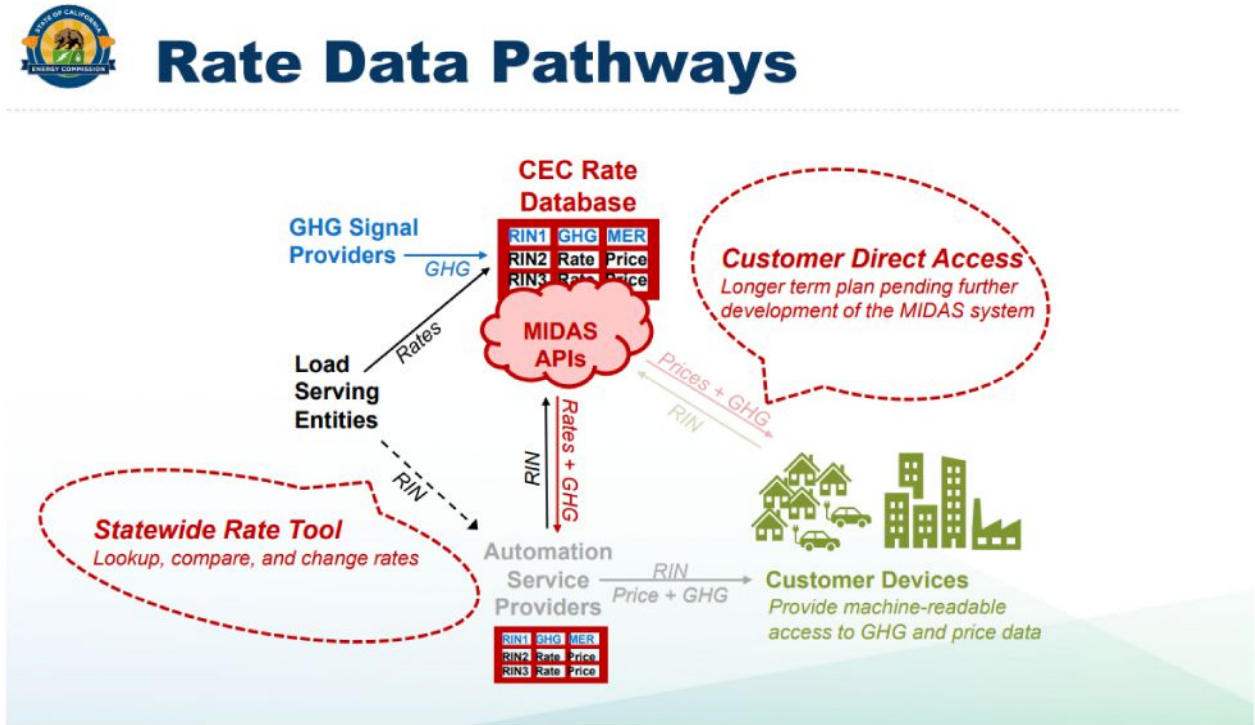 STATE OF CALIFORNIA
ENERGY COMMISSION
Rate Data Pathways
CEC Rate
Database
RIN1 GHG MER
RIN2 Rate Price
RIN3 Rate Price
MIDAS
APIs
GHG Signal
Providers
GHG
Rates
Load
Serving
Entities
RIN
Customer Direct Access
Longer term plan pending further
development of the MIDAS system
Prices + GHG
RIN
RIN
Rates + GHG
Statewide Rate Tool
Lookup, compare, and change rates
Automation
Service
Providers
RIN1 GHG MER
RIN2 Rate Price
RIN3 Rate Price
RIN
Price + GHG
Customer Devices
Provide machine-readable
access to GHG and price data